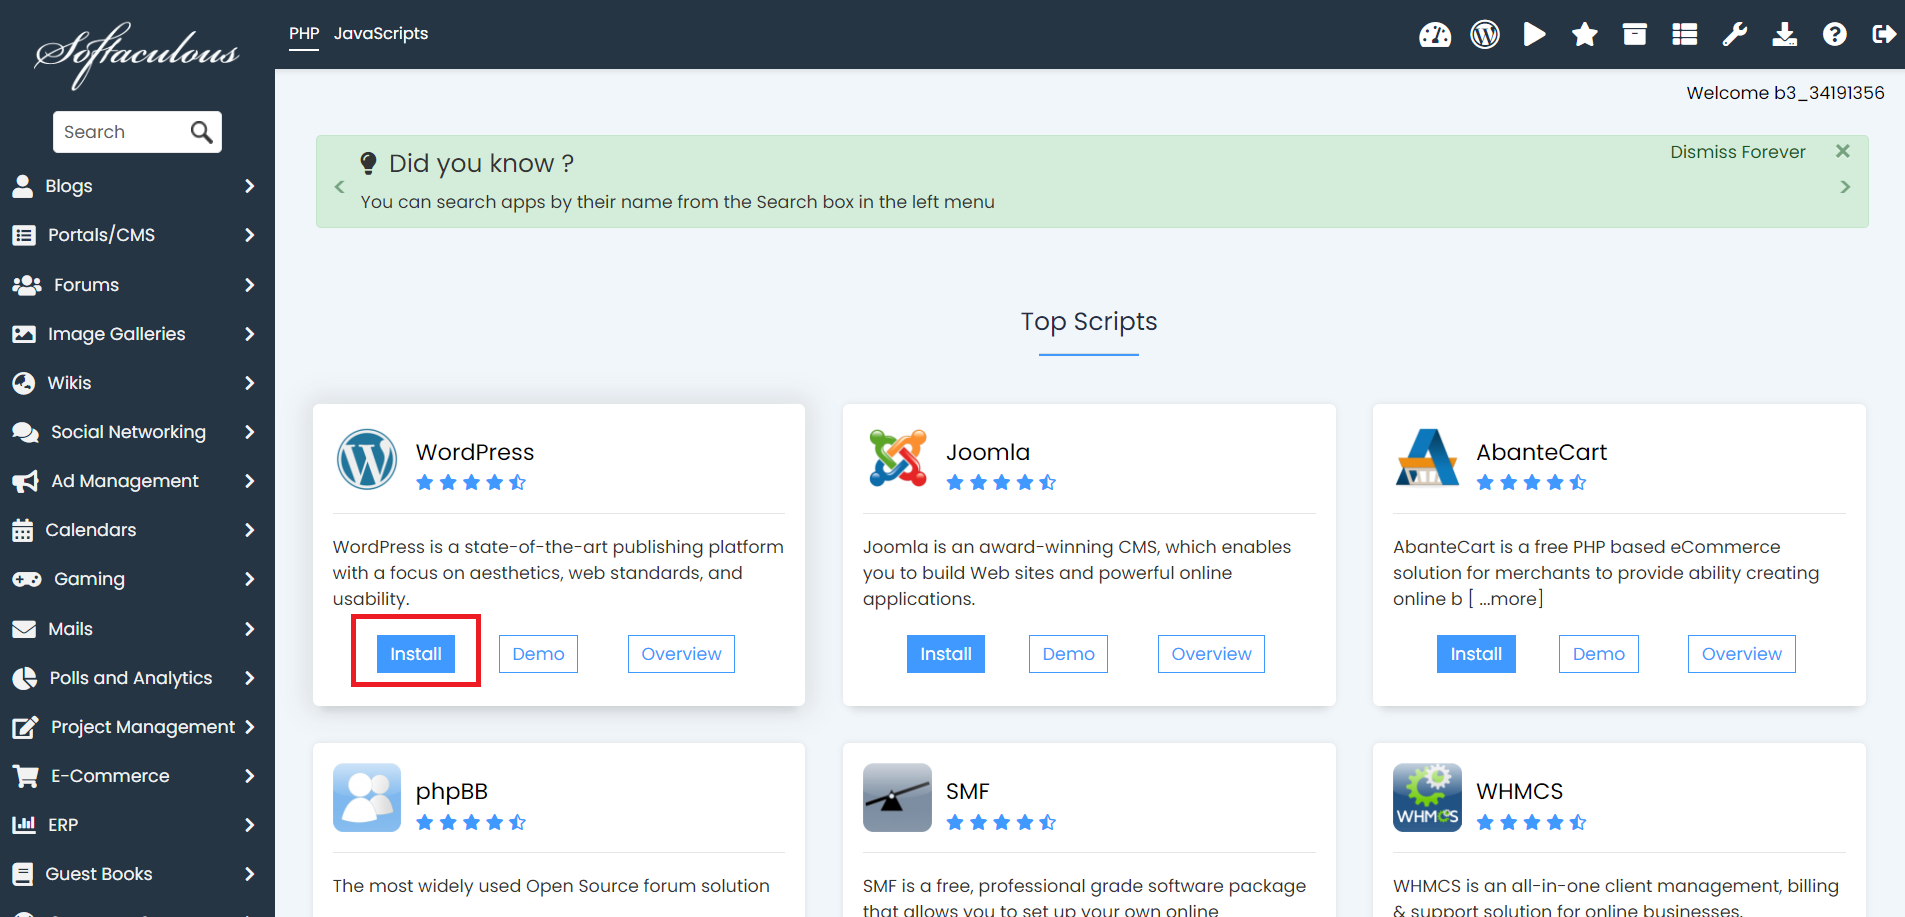 Softaculous
PHP JavaScripts
Welcome b3_34191356
Search
Blogs
Portals/CMS
Forums
Image Galleries
Wikis
Social Networking
Ad Management
Calendars
Gaming
Mails
Polls and Analytics
Project Management
E-Commerce
ERP
Guest Books
Did you know ?
Dismiss Forever
You can search apps by their name from the Search box in the left menu
Top Scripts
WordPress
WordPress is a state-of-the-art publishing platform
with a focus on aesthetics, web standards, and
usability.
Install Demo Overview
Joomla
Joomla is an award-winning CMS, which enables
you to build Web sites and powerful online
applications.
Install Demo Overview
AbanteCart
AbanteCart is a free PHP based eCommerce
solution for merchants to provide ability creating
online b [ ...more]
Install Demo Overview
phpBB
The most widely used Open Source forum solution
SMF
SMF is a free, professional grade software package
that allows you to set up your own online
WHMCS
WHMCS
WHMCS is an all-in-one client management, billing
& support solution for online businesses.